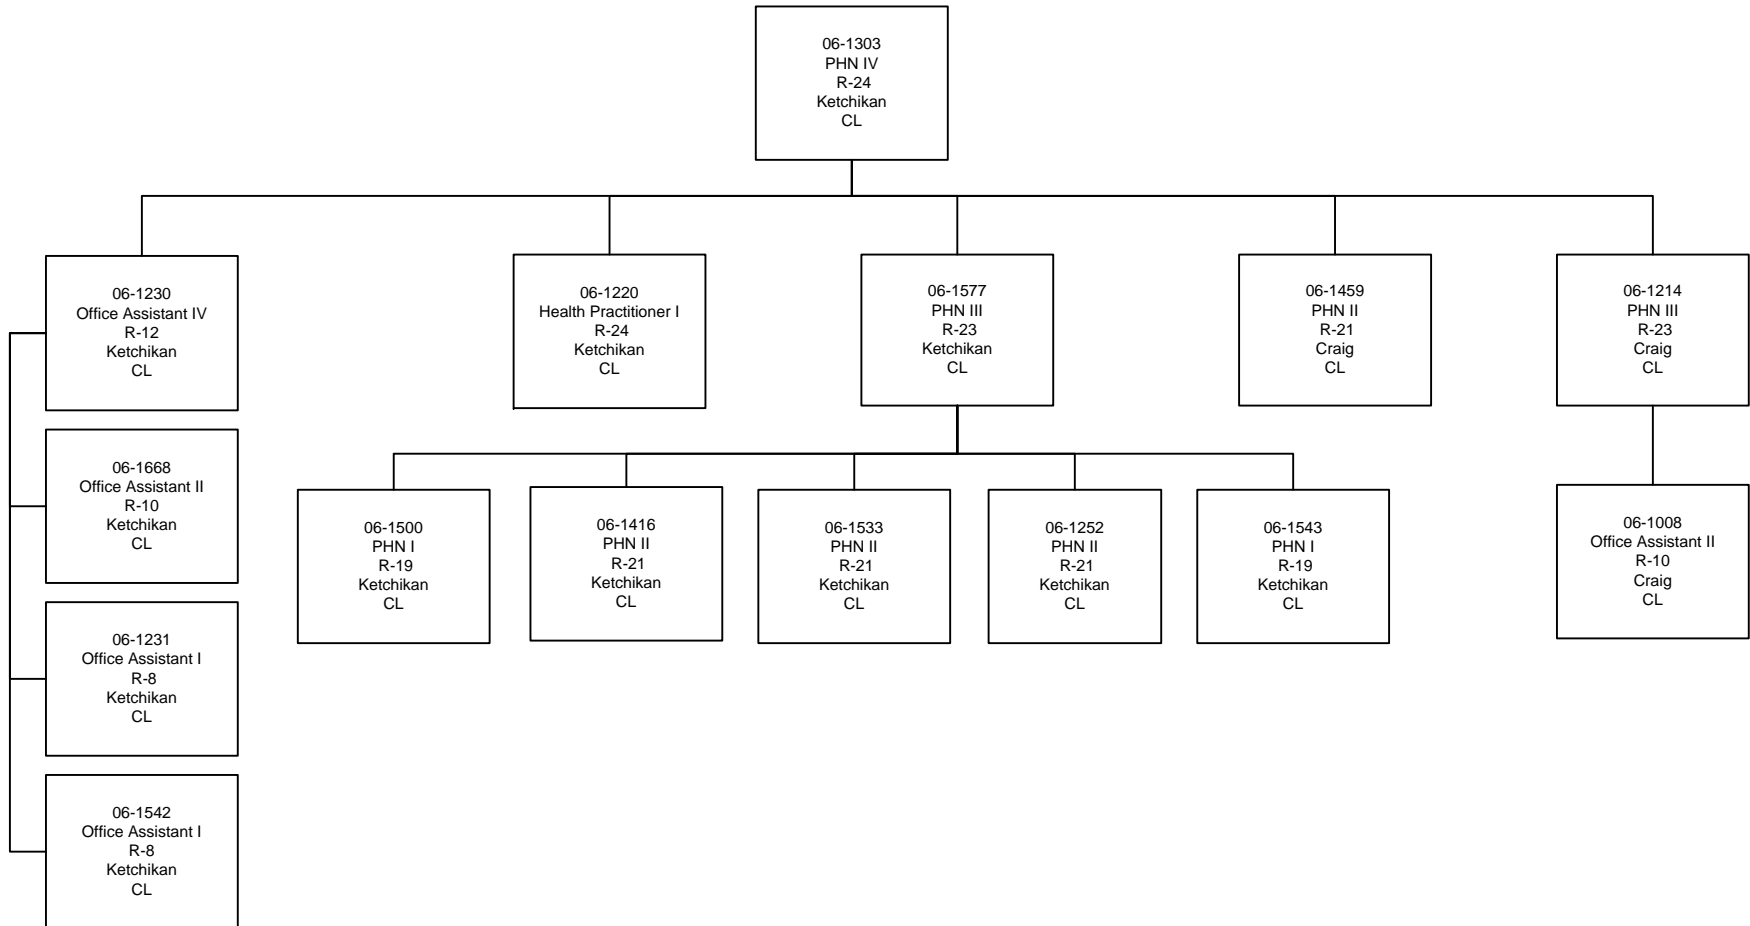 06-1303
PHN IV
R-24
Ketchikan
CL
06-1230
Office Assistant IV
R-12
Ketchikan
CL
06-1220
Health Practitioner I
R-24
Ketchikan
CL
06-1577
PHN III
R-23
Ketchikan
CL
06-1459
PHN II
R-21
Craig
CL
06-1214
PHN III
R-23
Craig
CL
06-1668
Office Assistant II
R-10
Ketchikan
CL
06-1500
PHN I
R-19
Ketchikan
CL
06-1416
PHN II
R-21
Ketchikan
CL
06-1533
PHN II
R-21
Ketchikan
CL
06-1252
PHN II
R-21
Ketchikan
CL
06-1543
PHN I
R-19
Ketchikan
CL
06-1008
Office Assistant II
R-10
Craig
CL
06-1231
Office Assistant I
R-8
Ketchikan
CL
06-1542
Office Assistant I
R-8
Ketchikan
CL